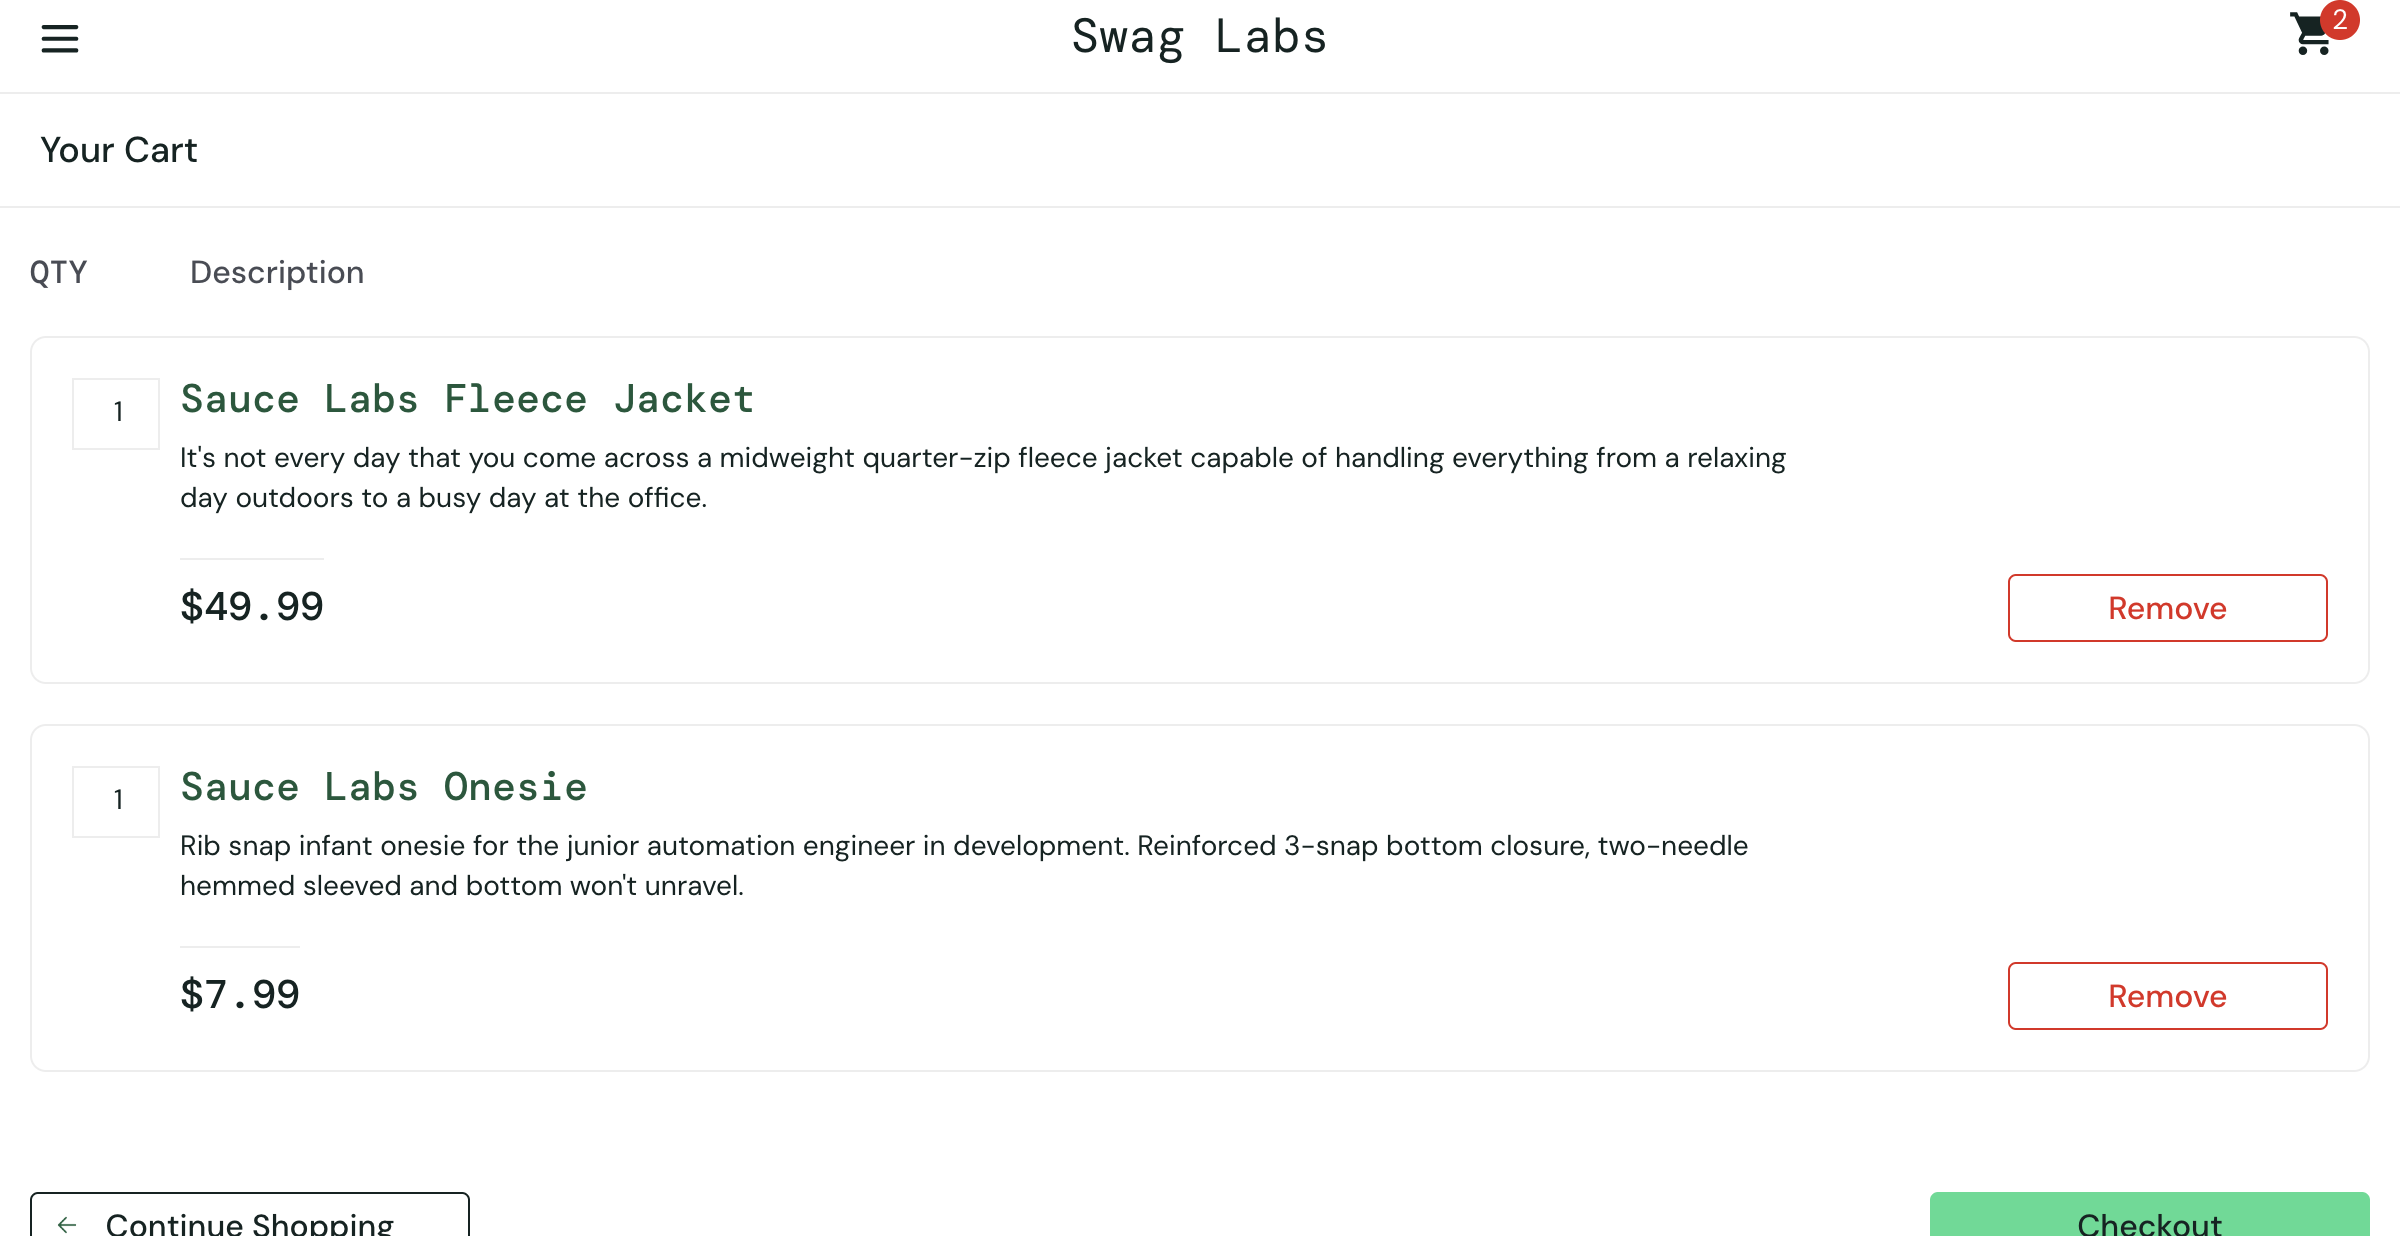 Swag Labs
2
Your Cart
QTY Description
1
Sauce Labs Fleece Jacket
It's not every day that you come across a midweight quarter-zip fleece jacket capable of handling everything from a relaxing
day outdoors to a busy day at the office.
$49.99
Remove
1
Sauce Labs Onesie
Rib snap infant onesie for the junior automation engineer in development. Reinforced 3-snap bottom closure, two-needle
hemmed sleeved and bottom won't unravel.
$7.99
Remove
Continue Shopping
Checkout